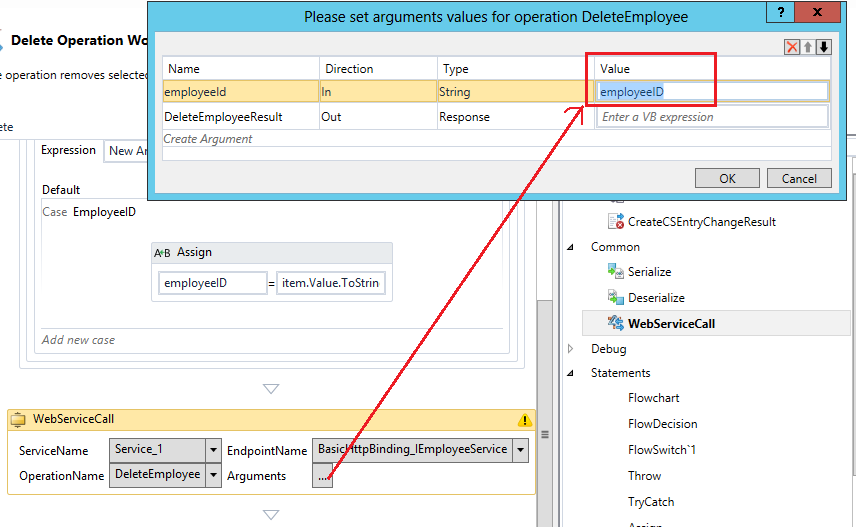 Please set arguments values for operation DeleteEmployee
?
x
Delete Operation Wo
e operation removes selected
ete
Name Direction Type Value
employeeId In String employeeID
DeleteEmployeeResult Out Response Enter a VB expression
Create Argument
OK Cancel
Expression New Ar
Default
Case EmployeeID
A+B Assign
employeeID = item.Value.ToStrin
Add new case
WebServiceCall
ServiceName Service_1 EndpointName BasicHttpBinding_IEmployeeService
OperationName DeleteEmployee Arguments ...
CreateCSEntryChangeResult
Common
Serialize
Deserialize
WebServiceCall
Debug
Statements
Flowchart
FlowDecision
FlowSwitch`1
Throw
TryCatch
Assign